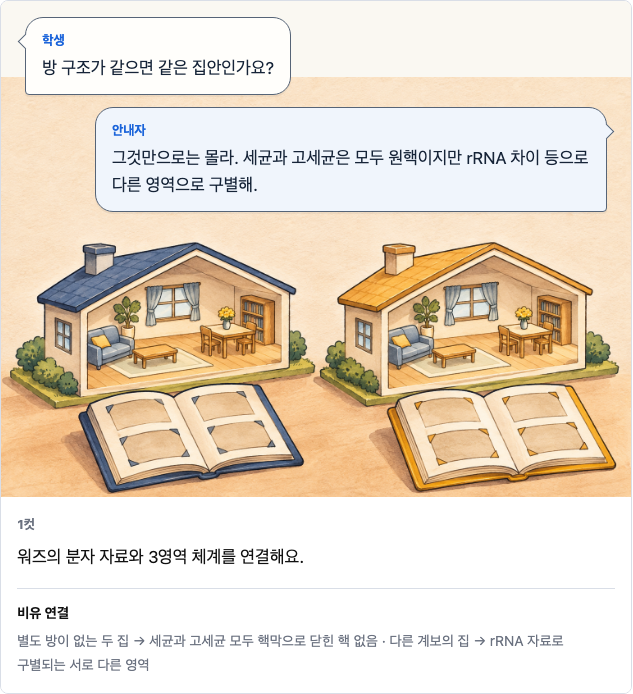 학생
방 구조가 같으면 같은 집안인가요?
안내자
그것만으로는 몰라. 세균과 고세균은 모두 원핵이지만 rRNA 차이 등으로
다른 영역으로 구별해.
1컷
워즈의 분자 자료와 3영역 체계를 연결해요.
비유 연결
별도 방이 없는 두 집 → 세균과 고세균 모두 핵막으로 닫힌 핵 없음 · 다른 계보의 집 → rRNA 자료로
구별되는 서로 다른 영역